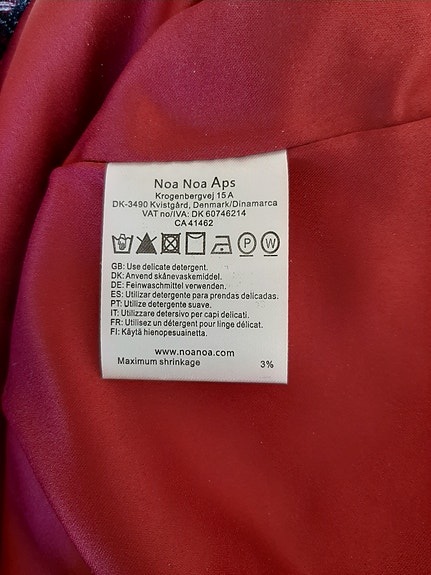 Noa Noa Aps
Krogenbergvej 15 A
DK-3490 Kvistgård, Denmark/Dinamarca
VAT no/IVA: DK 60746214
CA 41462
P W
GB: Use delicate detergent.
DK: Anvend skånevaskemiddel.
DE: Feinwaschmittel verwenden.
ES: Utilizar detergente para prendas delicadas.
PT: Utilize detergente suave.
IT: Utilizzare detersivo per capi delicati.
FR: Utilisez un détergent pour linge délicat.
FI: Käytä hienopesuainetta.
www.noanoa.com
Maximum shrinkage 3%